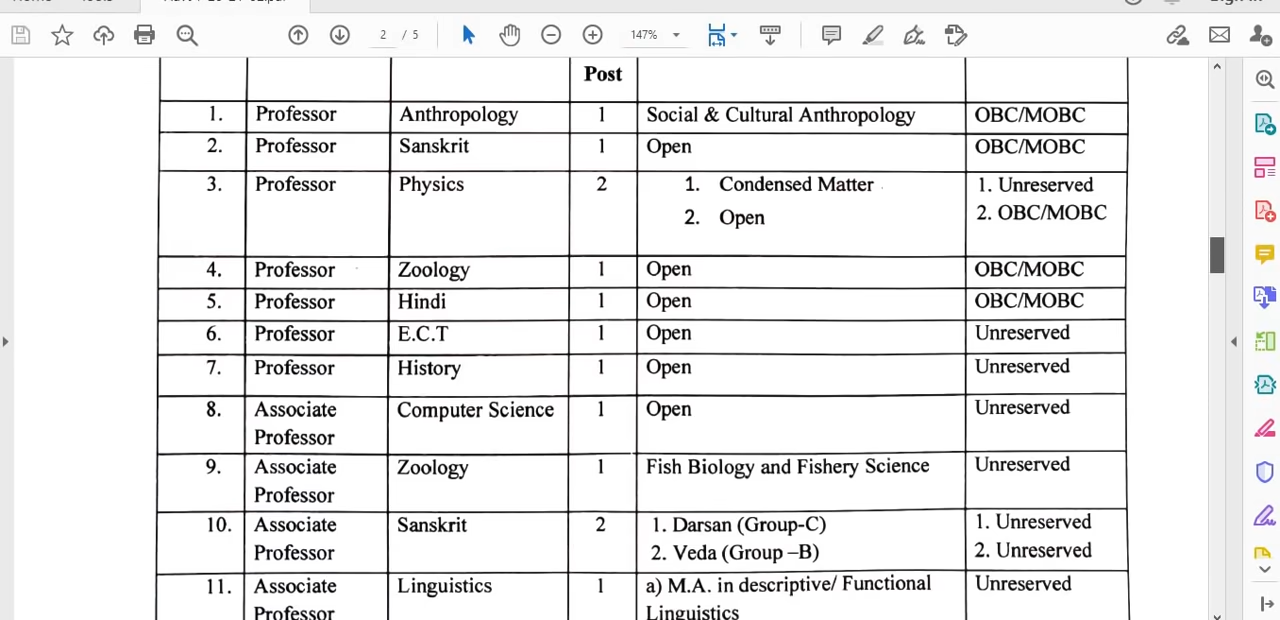 2 / 5
147%
Post
1. Professor Anthropology 1 Social & Cultural Anthropology OBC/MOBC
2. Professor Sanskrit 1 Open OBC/MOBC
3. Professor Physics 2 1. Condensed Matter 1. Unreserved
2. Open 2. OBC/MOBC
4. Professor Zoology 1 Open OBC/MOBC
5. Professor Hindi 1 Open OBC/MOBC
6. Professor E.C.T 1 Open Unreserved
7. Professor History 1 Open Unreserved
8. Associate Computer Science 1 Open Unreserved
Professor
9. Associate Zoology 1 Fish Biology and Fishery Science Unreserved
Professor
10. Associate Sanskrit 2 1. Darsan (Group-C) 1. Unreserved
Professor 2. Veda (Group –B) 2. Unreserved
11. Associate Linguistics 1 a) M.A. in descriptive/ Functional Unreserved
Professor Linguistics